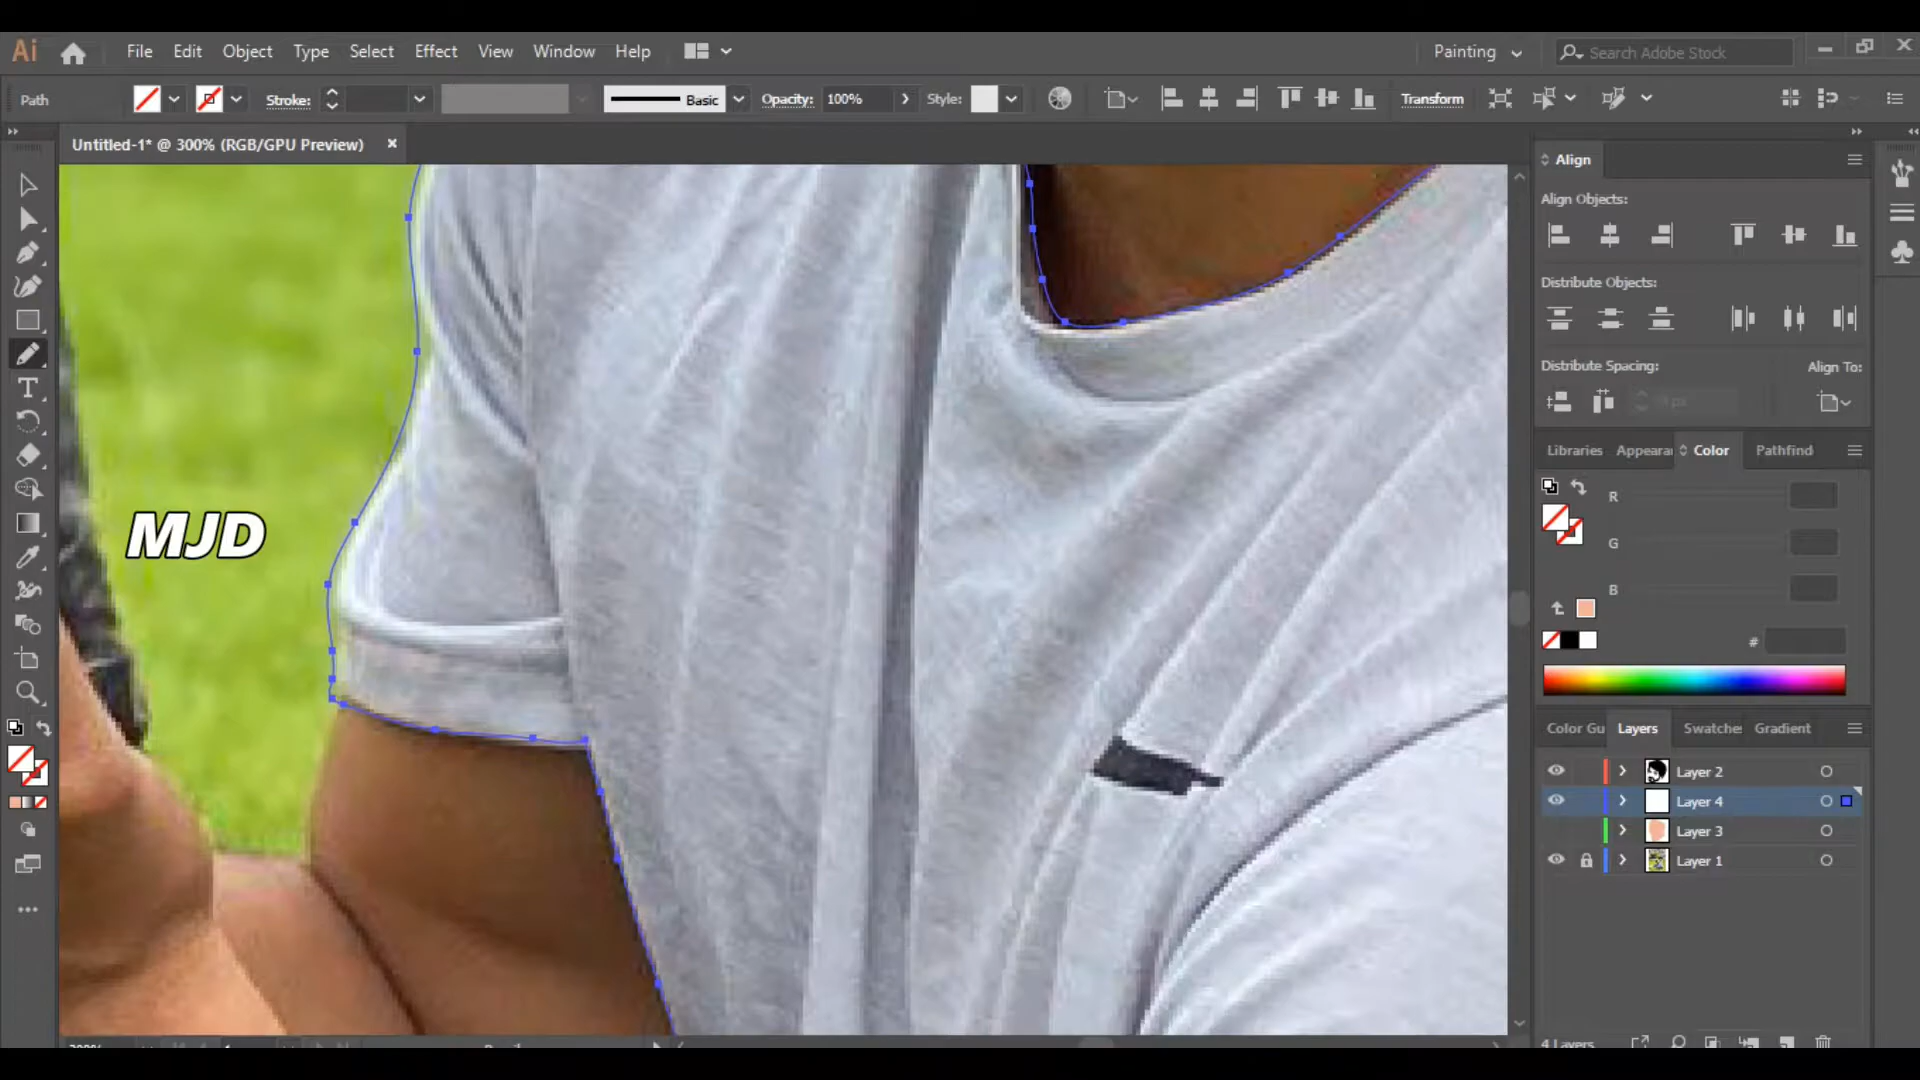 Ai File Edit Object Type Select Effect View Window Help Painting Search Adobe Stock
Path Stroke: Basic Opacity: 100% Style: Transform
Untitled-1* @ 300% (RGB/GPU Preview) ×
Align
Align Objects:
Distribute Objects:
Distribute Spacing: Align To:
Libraries Appearai Color Pathfind
R
G
B
#
MJD
Color Gu Layers Swatche Gradient
Layer 2
Layer 4
Layer 3
Layer 1
4 Layers